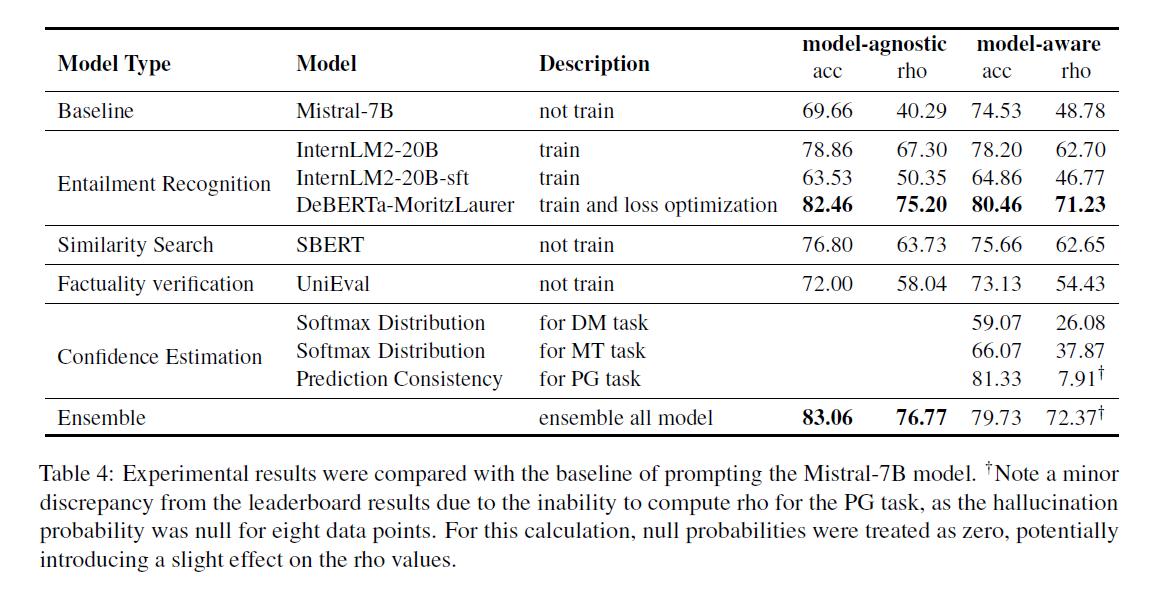 model-agnostic model-aware
Model Type Model Description acc rho acc rho
Baseline Mistral-7B not train 69.66 40.29 74.53 48.78
InternLM2-20B train 78.86 67.30 78.20 62.70
Entailment Recognition InternLM2-20B-sft train 63.53 50.35 64.86 46.77
DeBERTa-MoritzLaurer train and loss optimization 82.46 75.20 80.46 71.23
Similarity Search SBERT not train 76.80 63.73 75.66 62.65
Factuality verification UniEval not train 72.00 58.04 73.13 54.43
Softmax Distribution for DM task 59.07 26.08
Confidence Estimation Softmax Distribution for MT task 66.07 37.87
Prediction Consistency for PG task 81.33 7.91†
Ensemble ensemble all model 83.06 76.77 79.73 72.37†
Table 4: Experimental results were compared with the baseline of prompting the Mistral-7B model. †Note a minor
discrepancy from the leaderboard results due to the inability to compute rho for the PG task, as the hallucination
probability was null for eight data points. For this calculation, null probabilities were treated as zero, potentially
introducing a slight effect on the rho values.